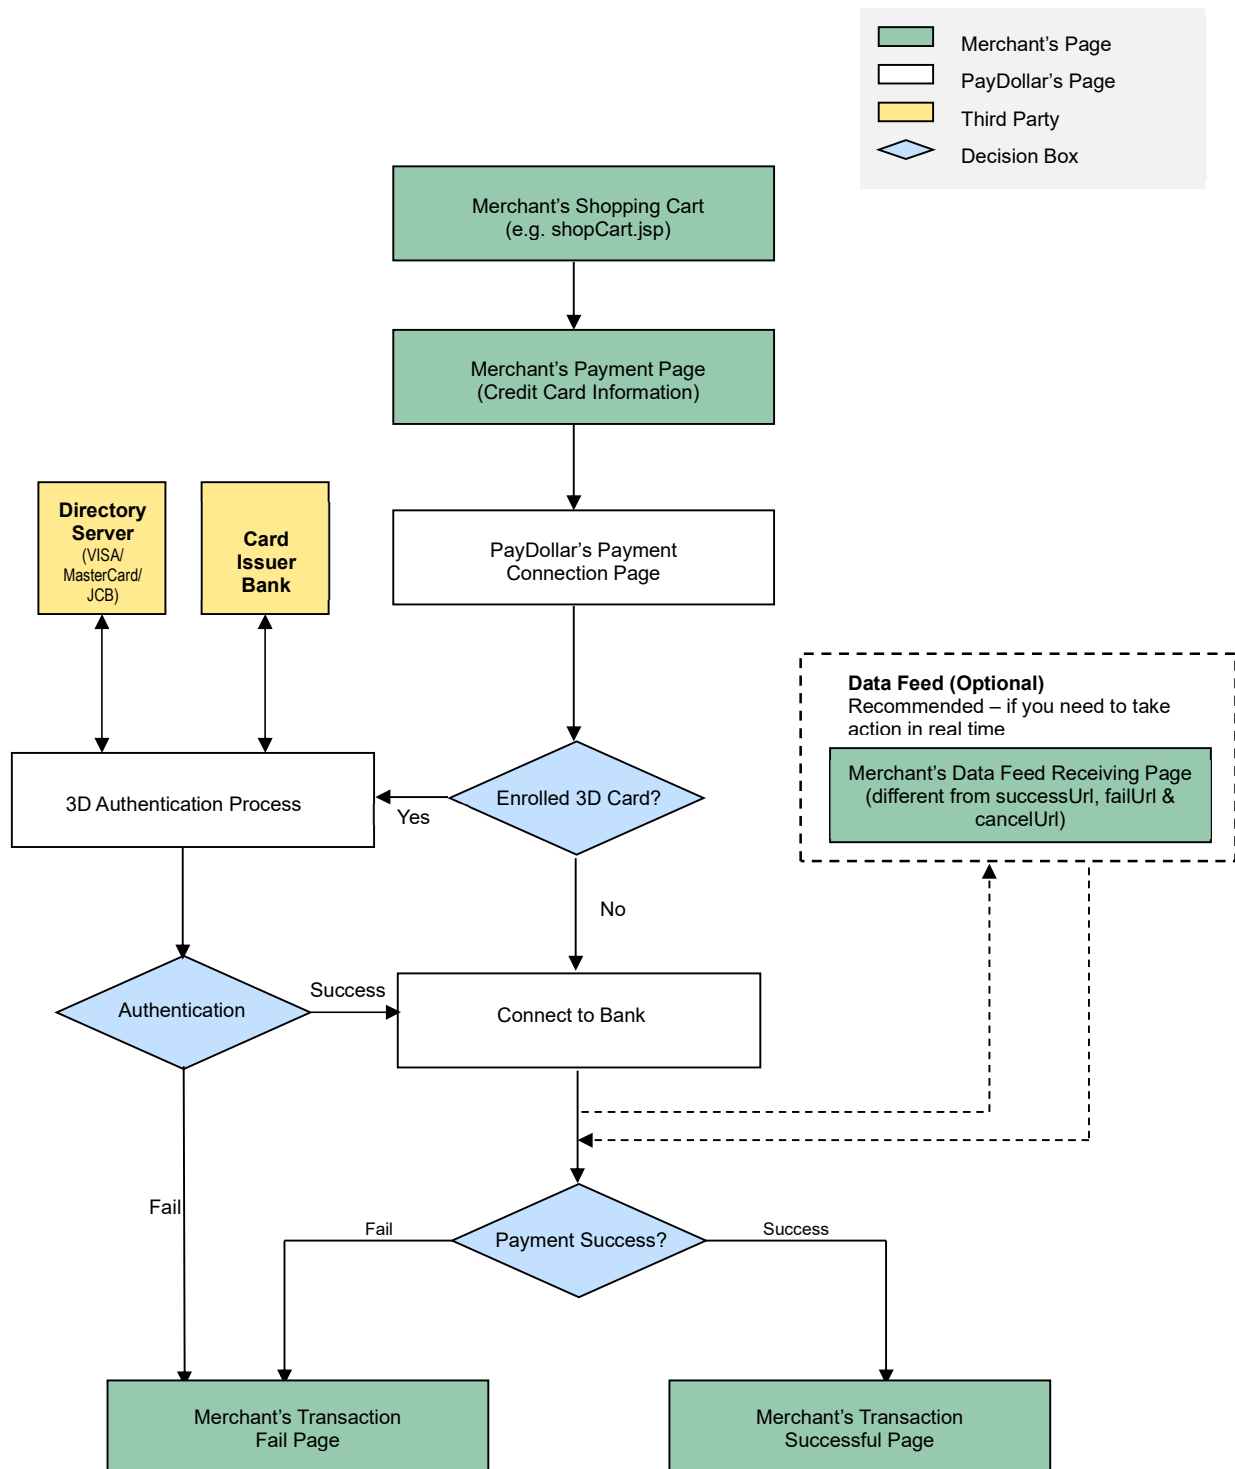 Merchant's Page
PayDollar's Page
Third Party
Decision Box
Merchant's Shopping Cart
(e.g. shopCart.jsp)
Merchant's Payment Page
(Credit Card Information)
Directory
Server
(VISA/
MasterCard/
JCB)
Card
Issuer
Bank
PayDollar's Payment
Connection Page
Data Feed (Optional)
Recommended – if you need to take
action in real time
Merchant's Data Feed Receiving Page
(different from successUrl, failUrl &
cancelUrl)
3D Authentication Process
Yes
Enrolled 3D Card?
No
Authentication
Success
Connect to Bank
Fail
Fail
Payment Success?
Success
Merchant's Transaction
Fail Page
Merchant's Transaction
Successful Page